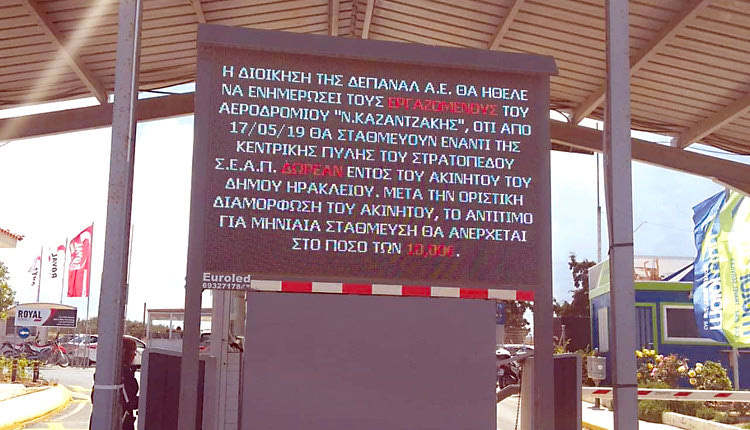 Η ΔΙΟΙΚΗΣΗ ΤΗΣ ΔΕΠΑΝΑΛ Α.Ε. ΘΑ ΗΘΕΛΕ
ΝΑ ΕΝΗΜΕΡΩΣΕΙ ΤΟΥΣ ΕΡΓΑΖΟΜΕΝΟΥΣ ΤΟΥ
ΑΕΡΟΔΡΟΜΙΟΥ "Ν.ΚΑΖΑΝΤΖΑΚΗΣ", ΟΤΙ ΑΠΟ
17/05/19 ΘΑ ΣΤΑΘΜΕΥΟΥΝ ΕΝΑΝΤΙ ΤΗΣ
ΚΕΝΤΡΙΚΗΣ ΠΥΛΗΣ ΤΟΥ ΣΤΡΑΤΟΠΕΔΟΥ
Σ.Ε.Α.Π. ΔΩΡΕΑΝ ΕΝΤΟΣ ΤΟΥ ΑΚΙΝΗΤΟΥ ΤΟΥ
ΔΗΜΟΥ ΗΡΑΚΛΕΙΟΥ. ΜΕΤΑ ΤΗΝ ΟΡΙΣΤΙΚΗ
ΔΙΑΜΟΡΦΩΣΗ ΤΟΥ ΑΚΙΝΗΤΟΥ, ΤΟ ΑΝΤΙΤΙΜΟ
ΓΙΑ ΜΗΝΙΑΙΑ ΣΤΑΘΜΕΥΣΗ ΘΑ ΑΝΕΡΧΕΤΑΙ
ΣΤΟ ΠΟΣΟ ΤΩΝ 10,00€.
Euroled
ROYAL